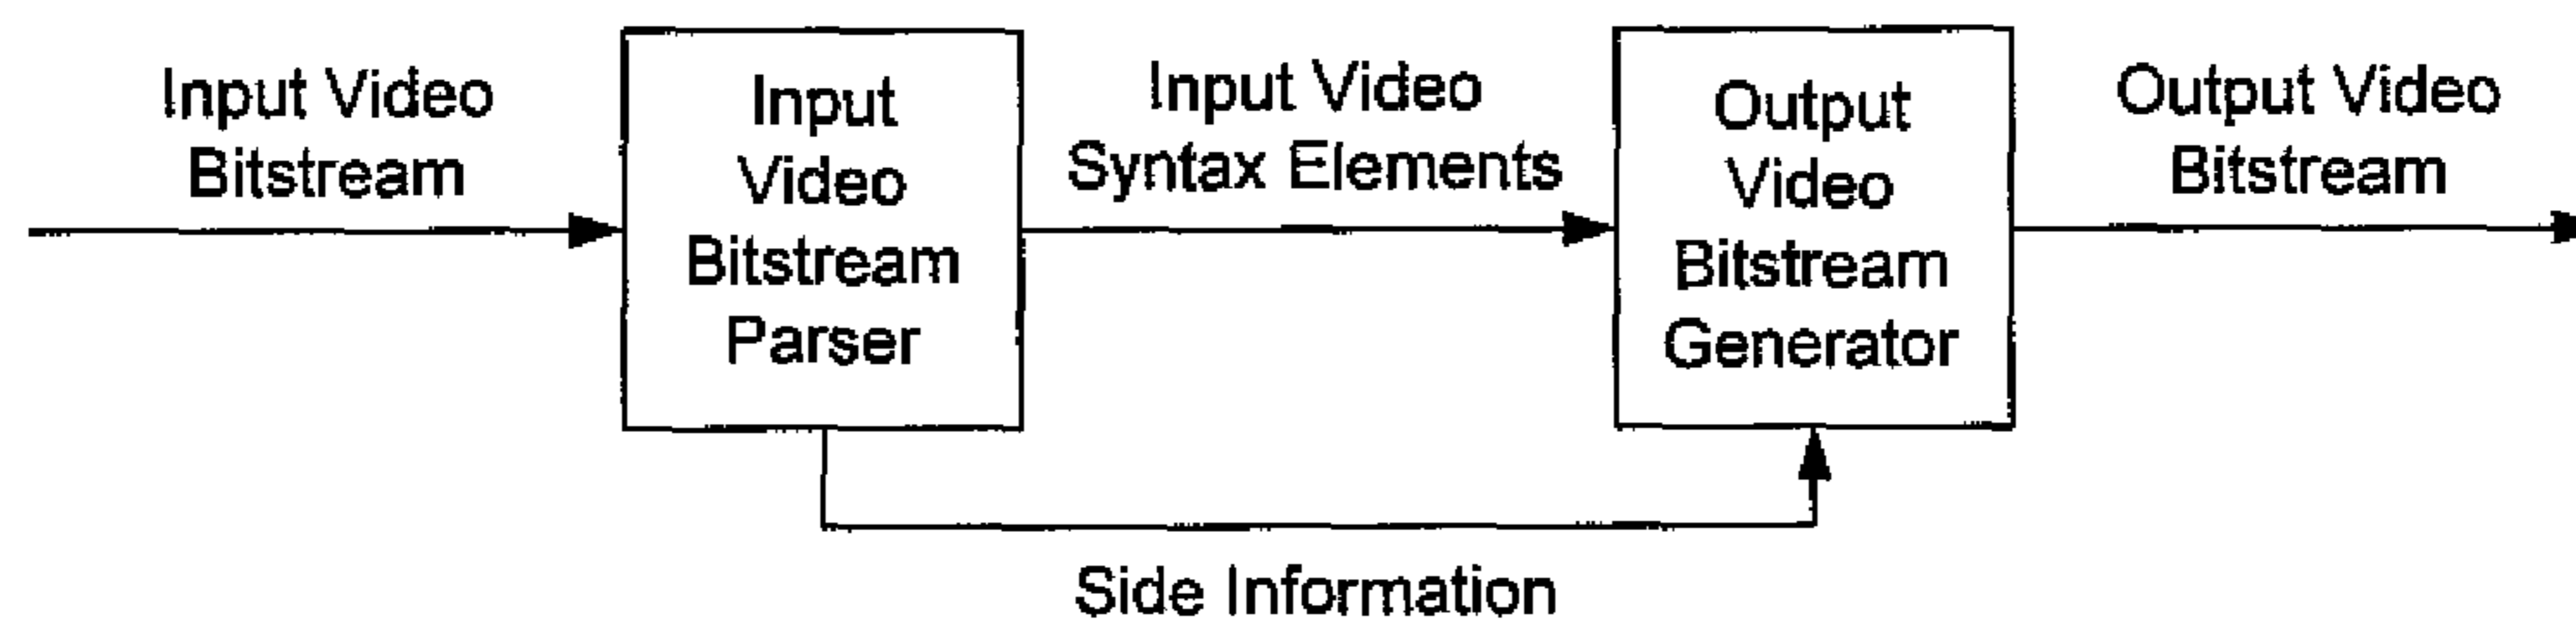 Input Video
Bitstream
Input
Video
Bitstream
Parser
Input Video
Syntax Elements
Output
Video
Bitstream
Generator
Output Video
Bitstream
Side Information